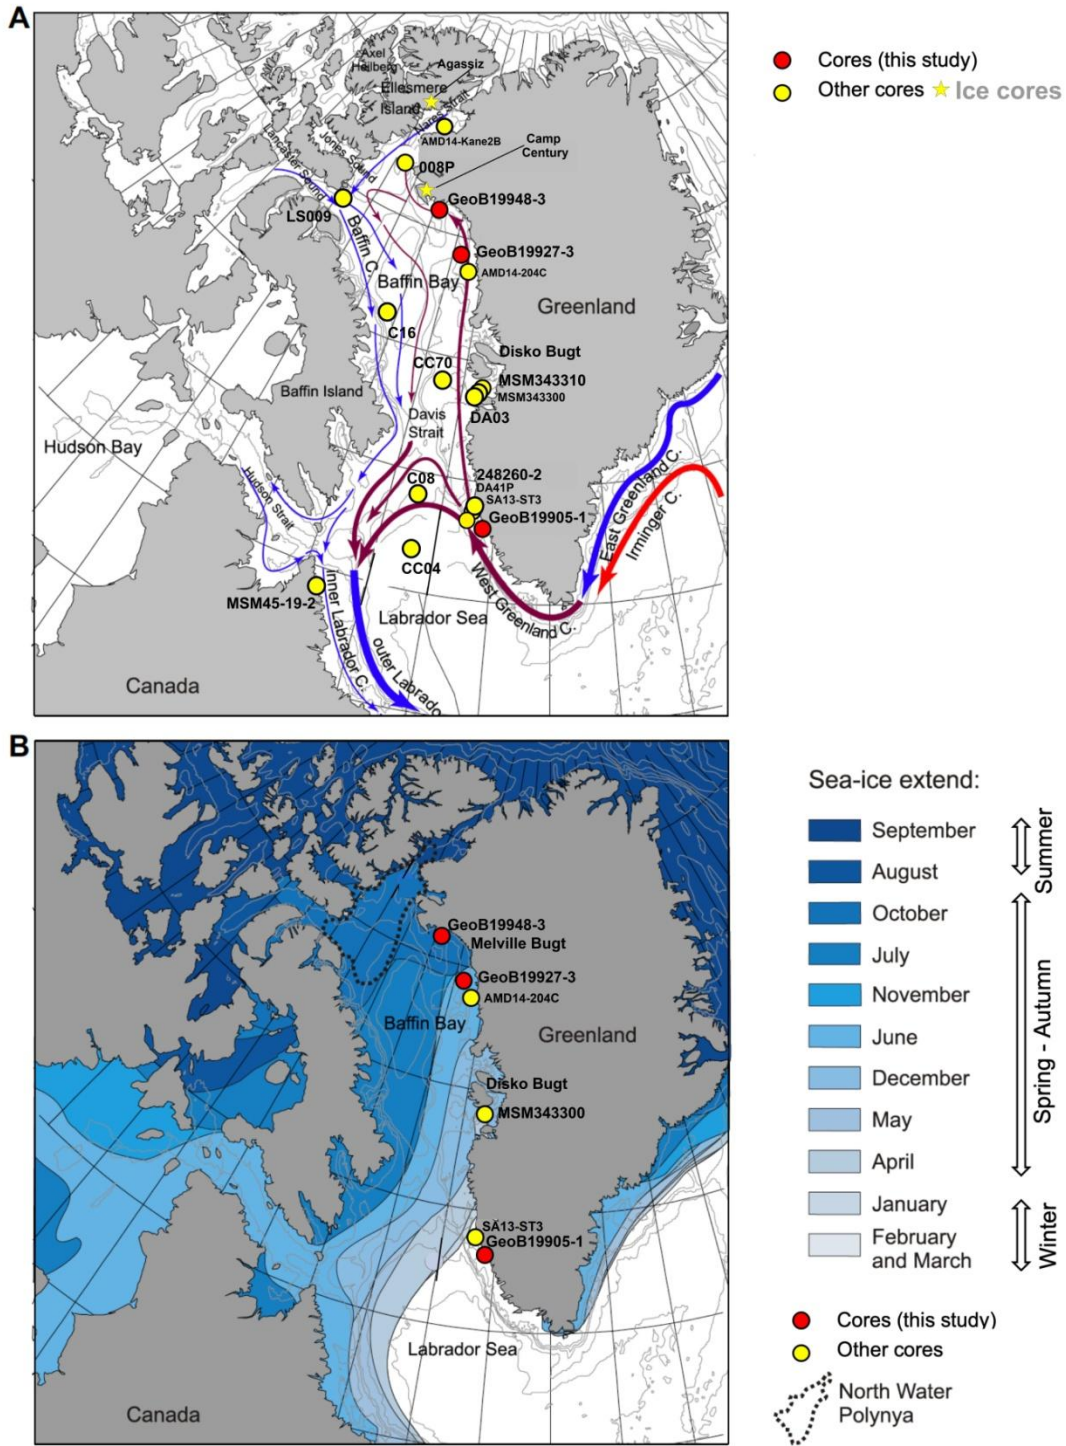 A
Axel
Heiberg
Agassiz
Ellesmere
Island
Nares Strait
AMD14-Kane2B
Jones Sound
Lancaster Sound
Camp
Century
008P
GeoB19948-3
LS009
Baffin C.
GeoB19927-3
AMD14-204C
Baffin Bay
Greenland
C16
Disko Bugt
CC70
MSM343310
MSM343300
DA03
Baffin Island
Davis
Strait
Hudson Bay
Hudson Strait
C08
248260-2
DA41P
SA13-ST3
GeoB19905-1
East Greenland C.
Irminger C.
CC04
West Greenland C.
MSM45-19-2
inner Labrador C.
Labrador Sea
outer Labrado
Canada
Cores (this study)
Other cores
Ice cores
B
GeoB19948-3
Melville Bugt
GeoB19927-3
AMD14-204C
Baffin Bay
Greenland
Disko Bugt
MSM343300
SA13-ST3
GeoB19905-1
Labrador Sea
Canada
Sea-ice extend:
September
August
October
July
November
June
December
May
April
January
February
and March
Summer
Spring - Autumn
Winter
Cores (this study)
Other cores
North Water
Polynya